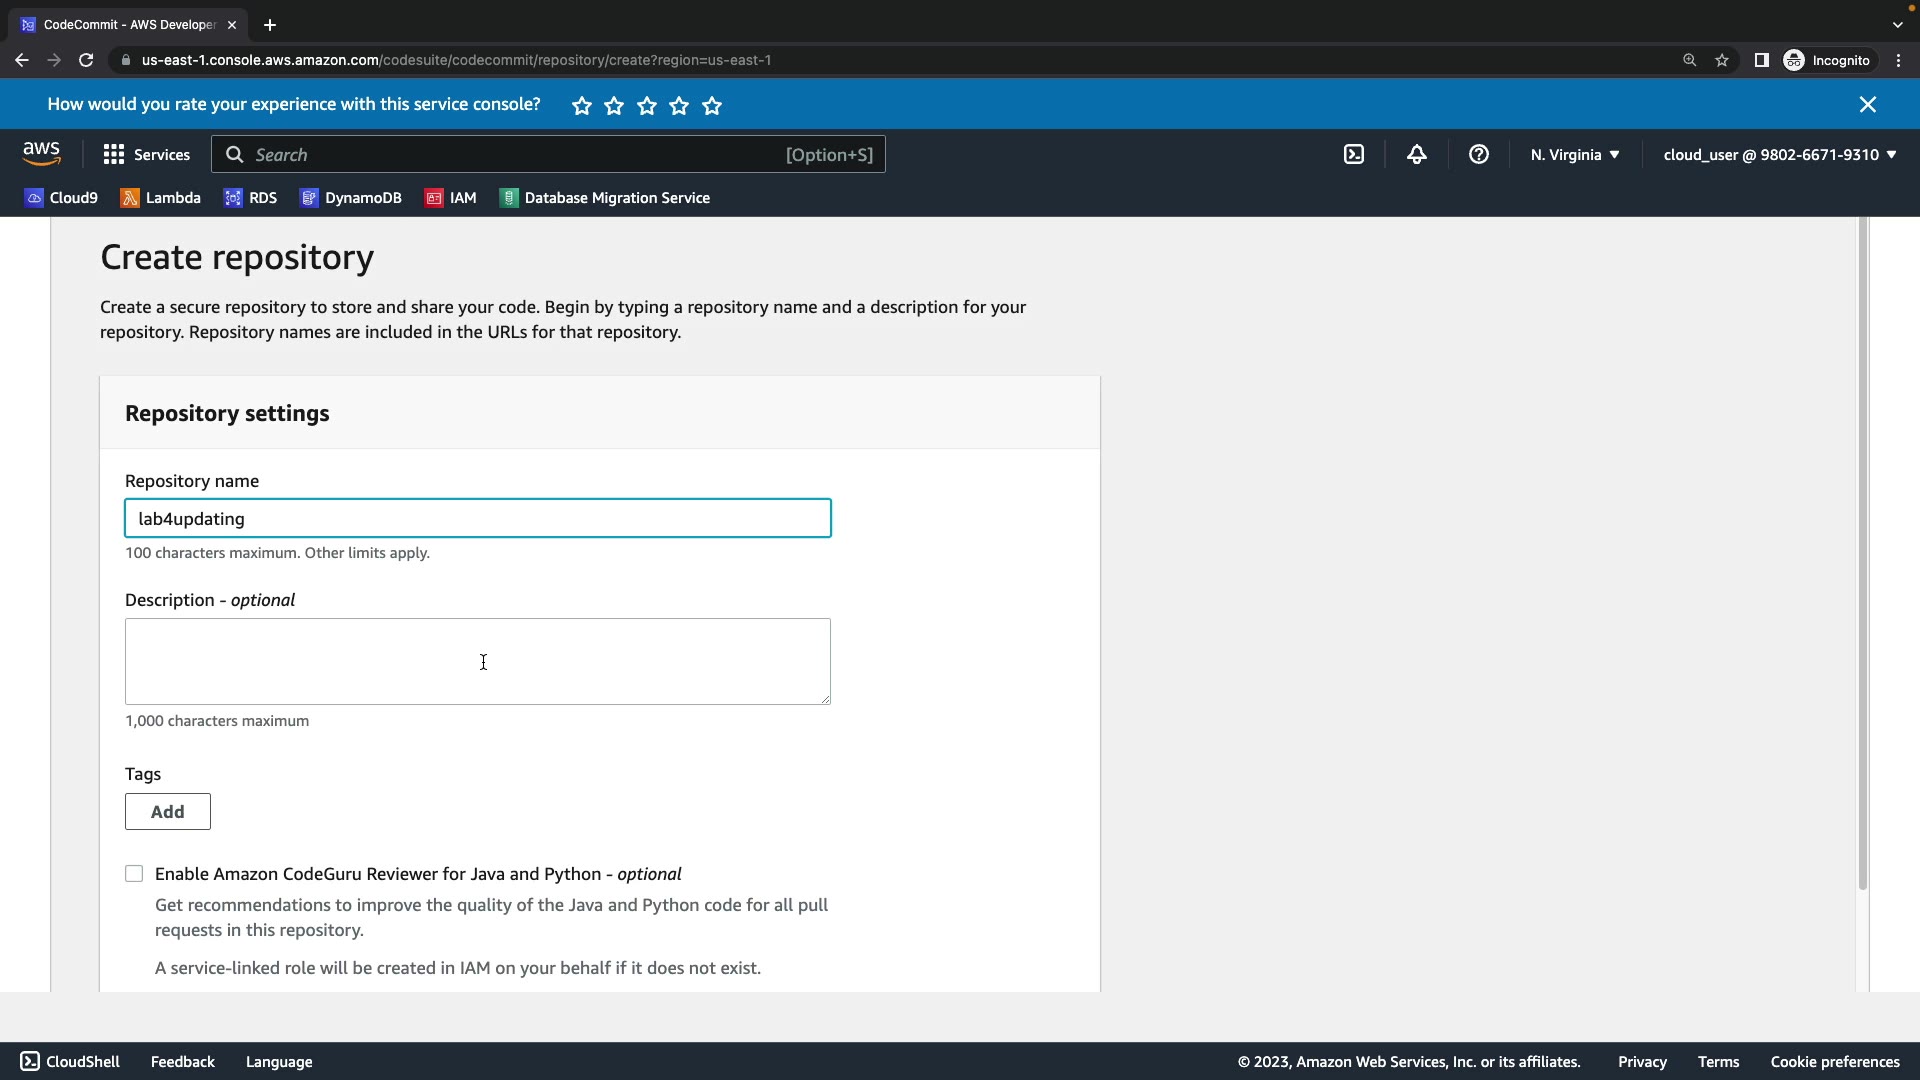 CodeCommit - AWS Developer
us-east-1.console.aws.amazon.com/codesuite/codecommit/repository/create?region=us-east-1
Incognito
How would you rate your experience with this service console?
aws
Services
Search
[Option+S]
N. Virginia
cloud_user @ 9802-6671-9310
Cloud9
Lambda
RDS
DynamoDB
IAM
Database Migration Service
Create repository
Create a secure repository to store and share your code. Begin by typing a repository name and a description for your
repository. Repository names are included in the URLs for that repository.
Repository settings
Repository name
lab4updating
100 characters maximum. Other limits apply.
Description - optional
1,000 characters maximum
Tags
Add
Enable Amazon CodeGuru Reviewer for Java and Python - optional
Get recommendations to improve the quality of the Java and Python code for all pull
requests in this repository.
A service-linked role will be created in IAM on your behalf if it does not exist.
CloudShell
Feedback
Language
© 2023, Amazon Web Services, Inc. or its affiliates.
Privacy
Terms
Cookie preferences